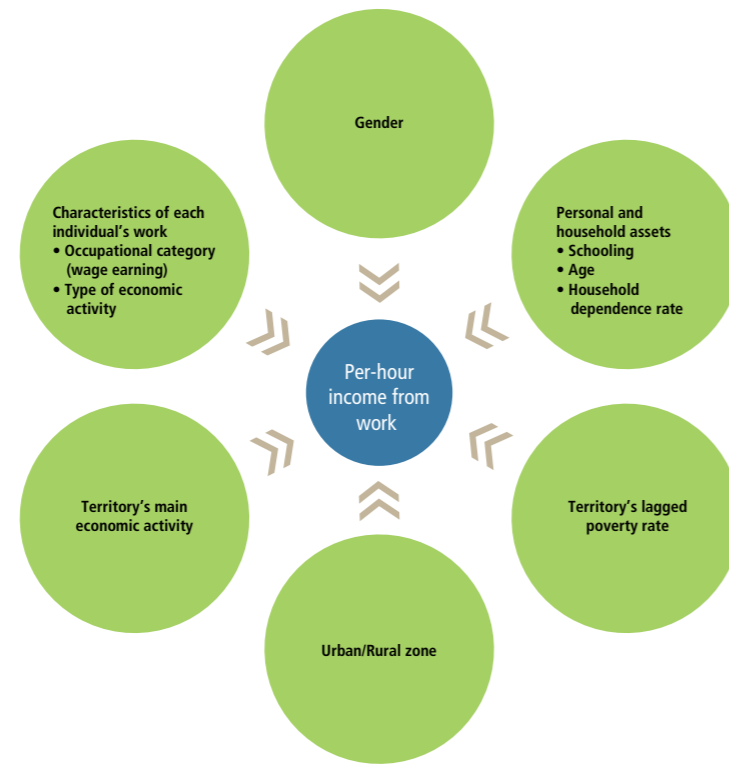 Gender
Characteristics of each
individual's work
• Occupational category
(wage earning)
• Type of economic
activity
Personal and
household assets
• Schooling
• Age
• Household
dependence rate
Per-hour
income from
work
Territory's main
economic activity
Territory's lagged
poverty rate
Urban/Rural zone